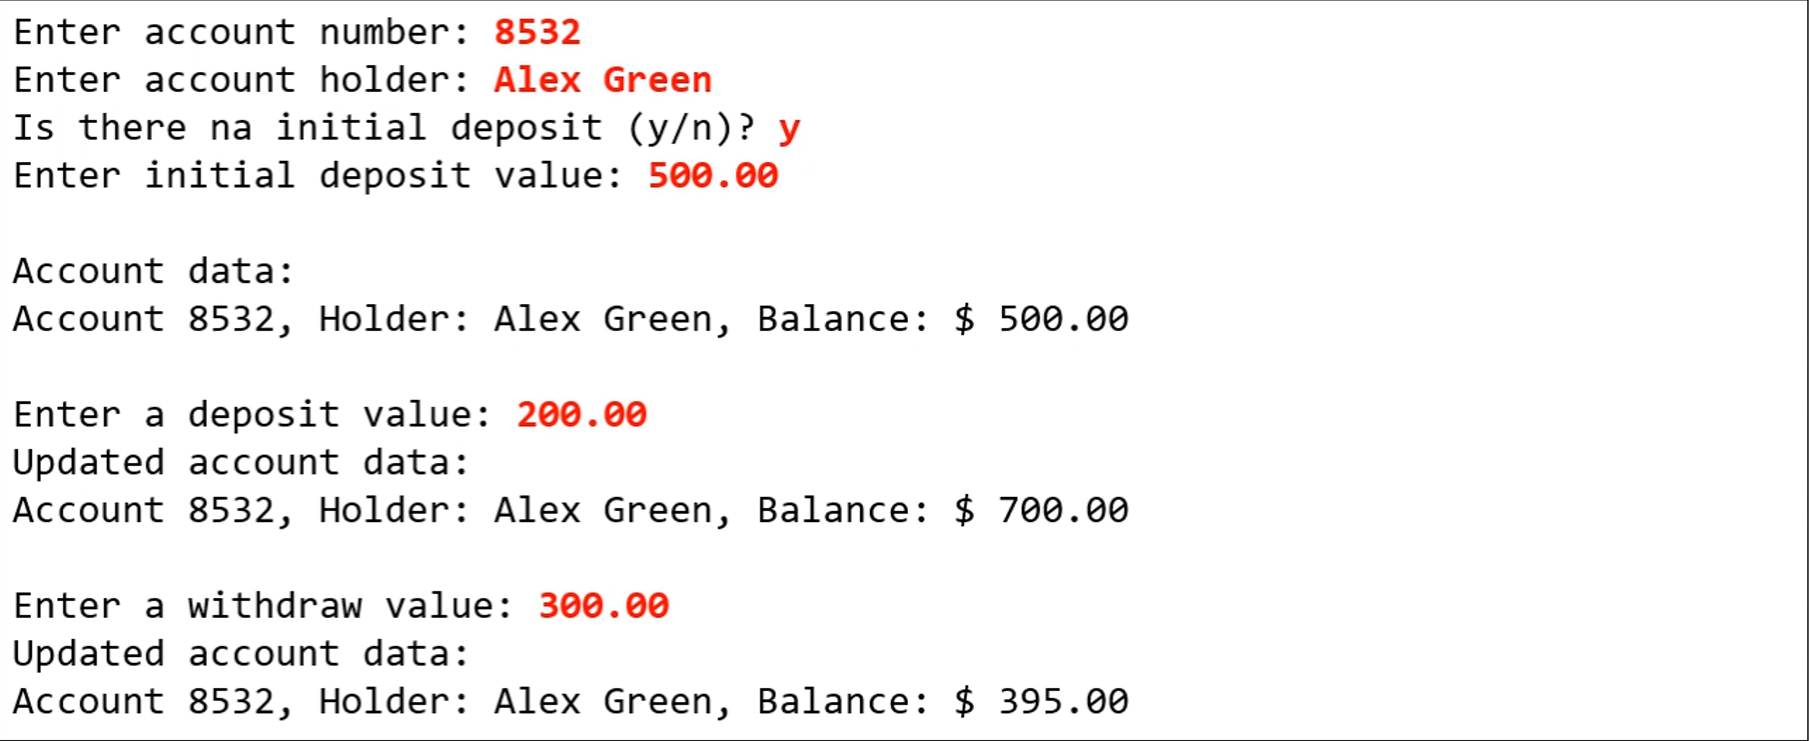 Enter account number: 8532
Enter account holder: Alex Green
Is there na initial deposit (y/n)? y
Enter initial deposit value: 500.00
Account data:
Account 8532, Holder: Alex Green, Balance: $ 500.00
Enter a deposit value: 200.00
Updated account data:
Account 8532, Holder: Alex Green, Balance: $ 700.00
Enter a withdraw value: 300.00
Updated account data:
Account 8532, Holder: Alex Green, Balance: $ 395.00